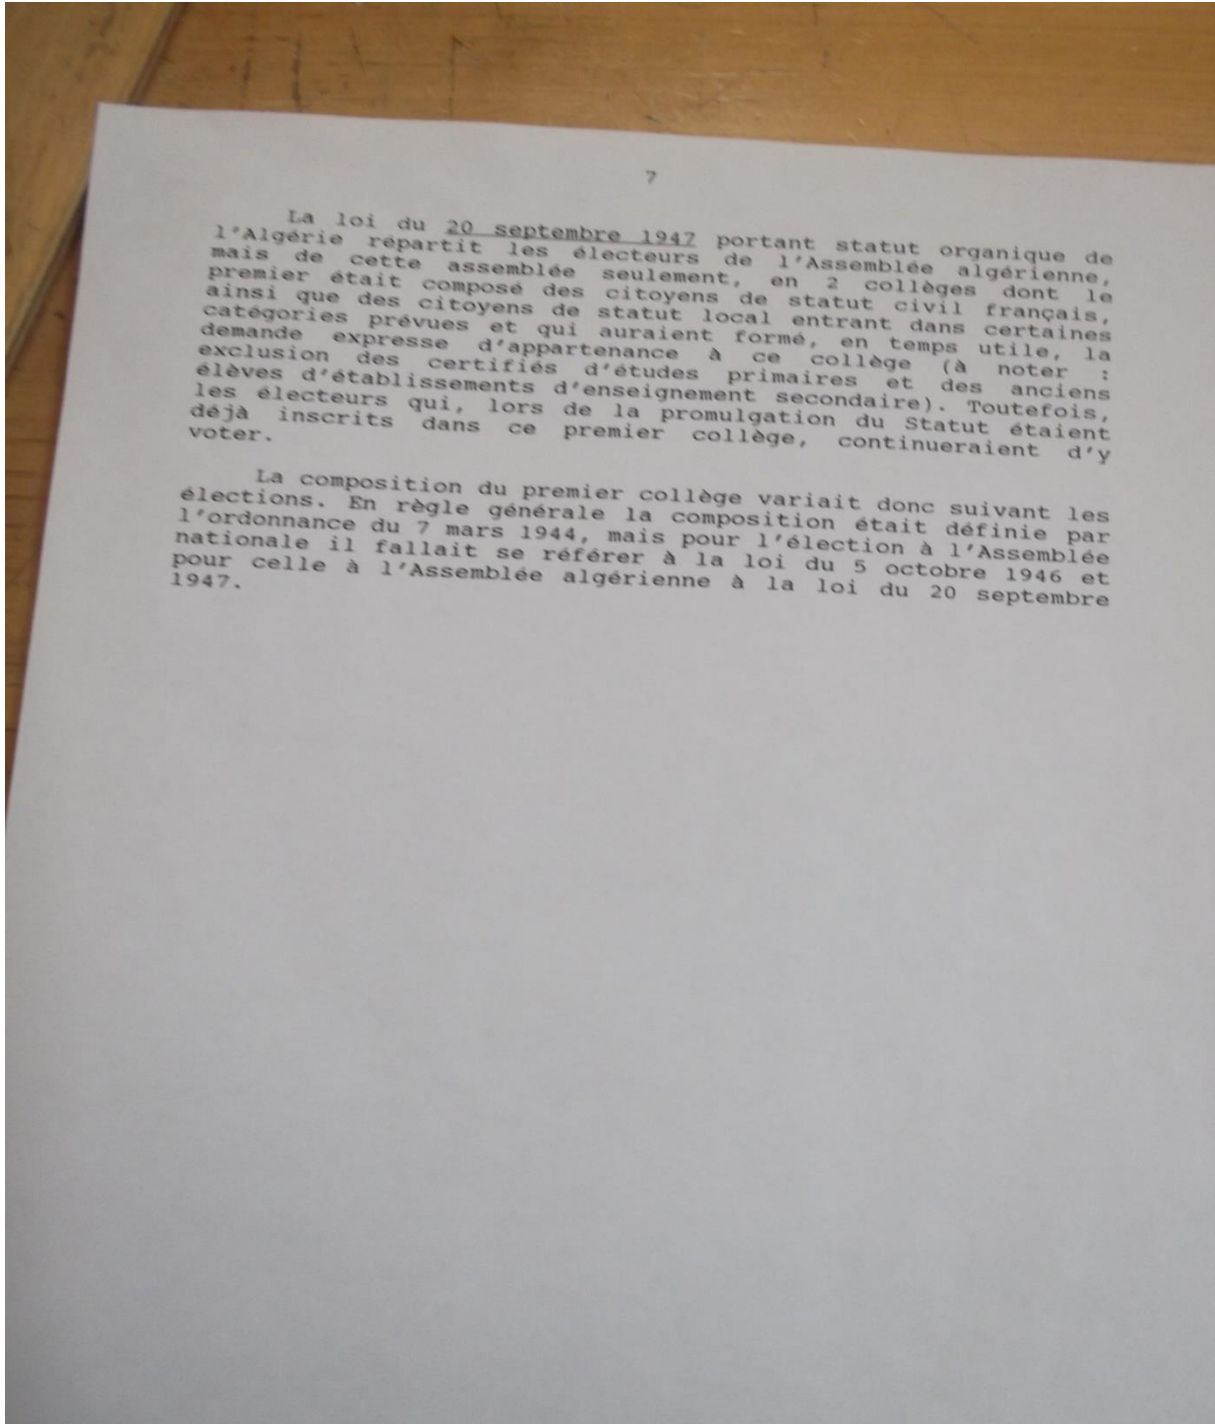 7
La loi du 20 septembre 1947 portant statut organique de
l'Algérie répartit les électeurs de l'Assemblée algérienne,
mais de cette assemblée seulement, en 2 collèges dont le
premier était composé des citoyens de statut civil français,
ainsi que des citoyens de statut local entrant dans certaines
catégories prévues et qui auraient formé, en temps utile, la
demande expresse d'appartenance à ce collège (à noter :
exclusion des certifiés d'études primaires et des anciens
élèves d'établissements d'enseignement secondaire). Toutefois,
les électeurs qui, lors de la promulgation du Statut étaient
déjà inscrits dans ce premier collège, continueraient d'y
voter.
La composition du premier collège variait donc suivant les
élections. En règle générale la composition était définie par
l'ordonnance du 7 mars 1944, mais pour l'élection à l'Assemblée
nationale il fallait se référer à la loi du 5 octobre 1946 et
pour celle à l'Assemblée algérienne à la loi du 20 septembre
1947.